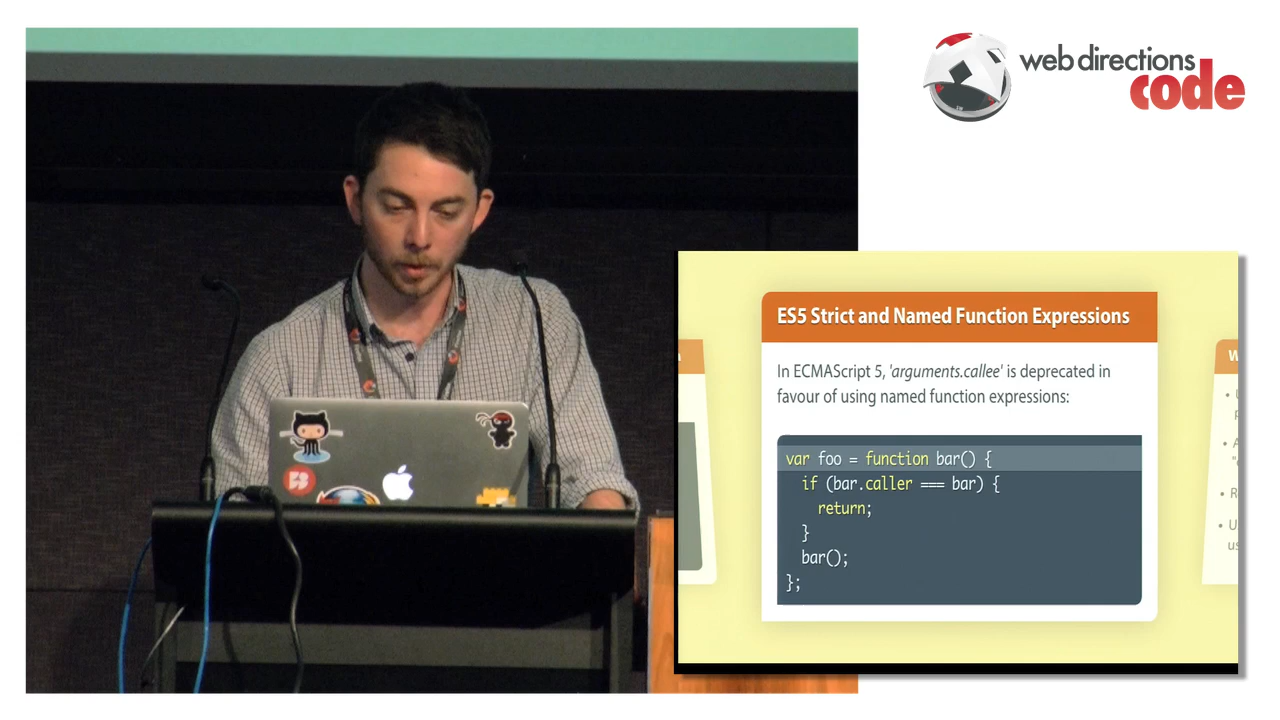 web directions
code
ES5 Strict and Named Function Expressions
In ECMAScript 5, 'arguments.callee' is deprecated in
favour of using named function expressions:
var foo = function bar() {
if (bar.caller === bar) {
return;
}
bar();
};